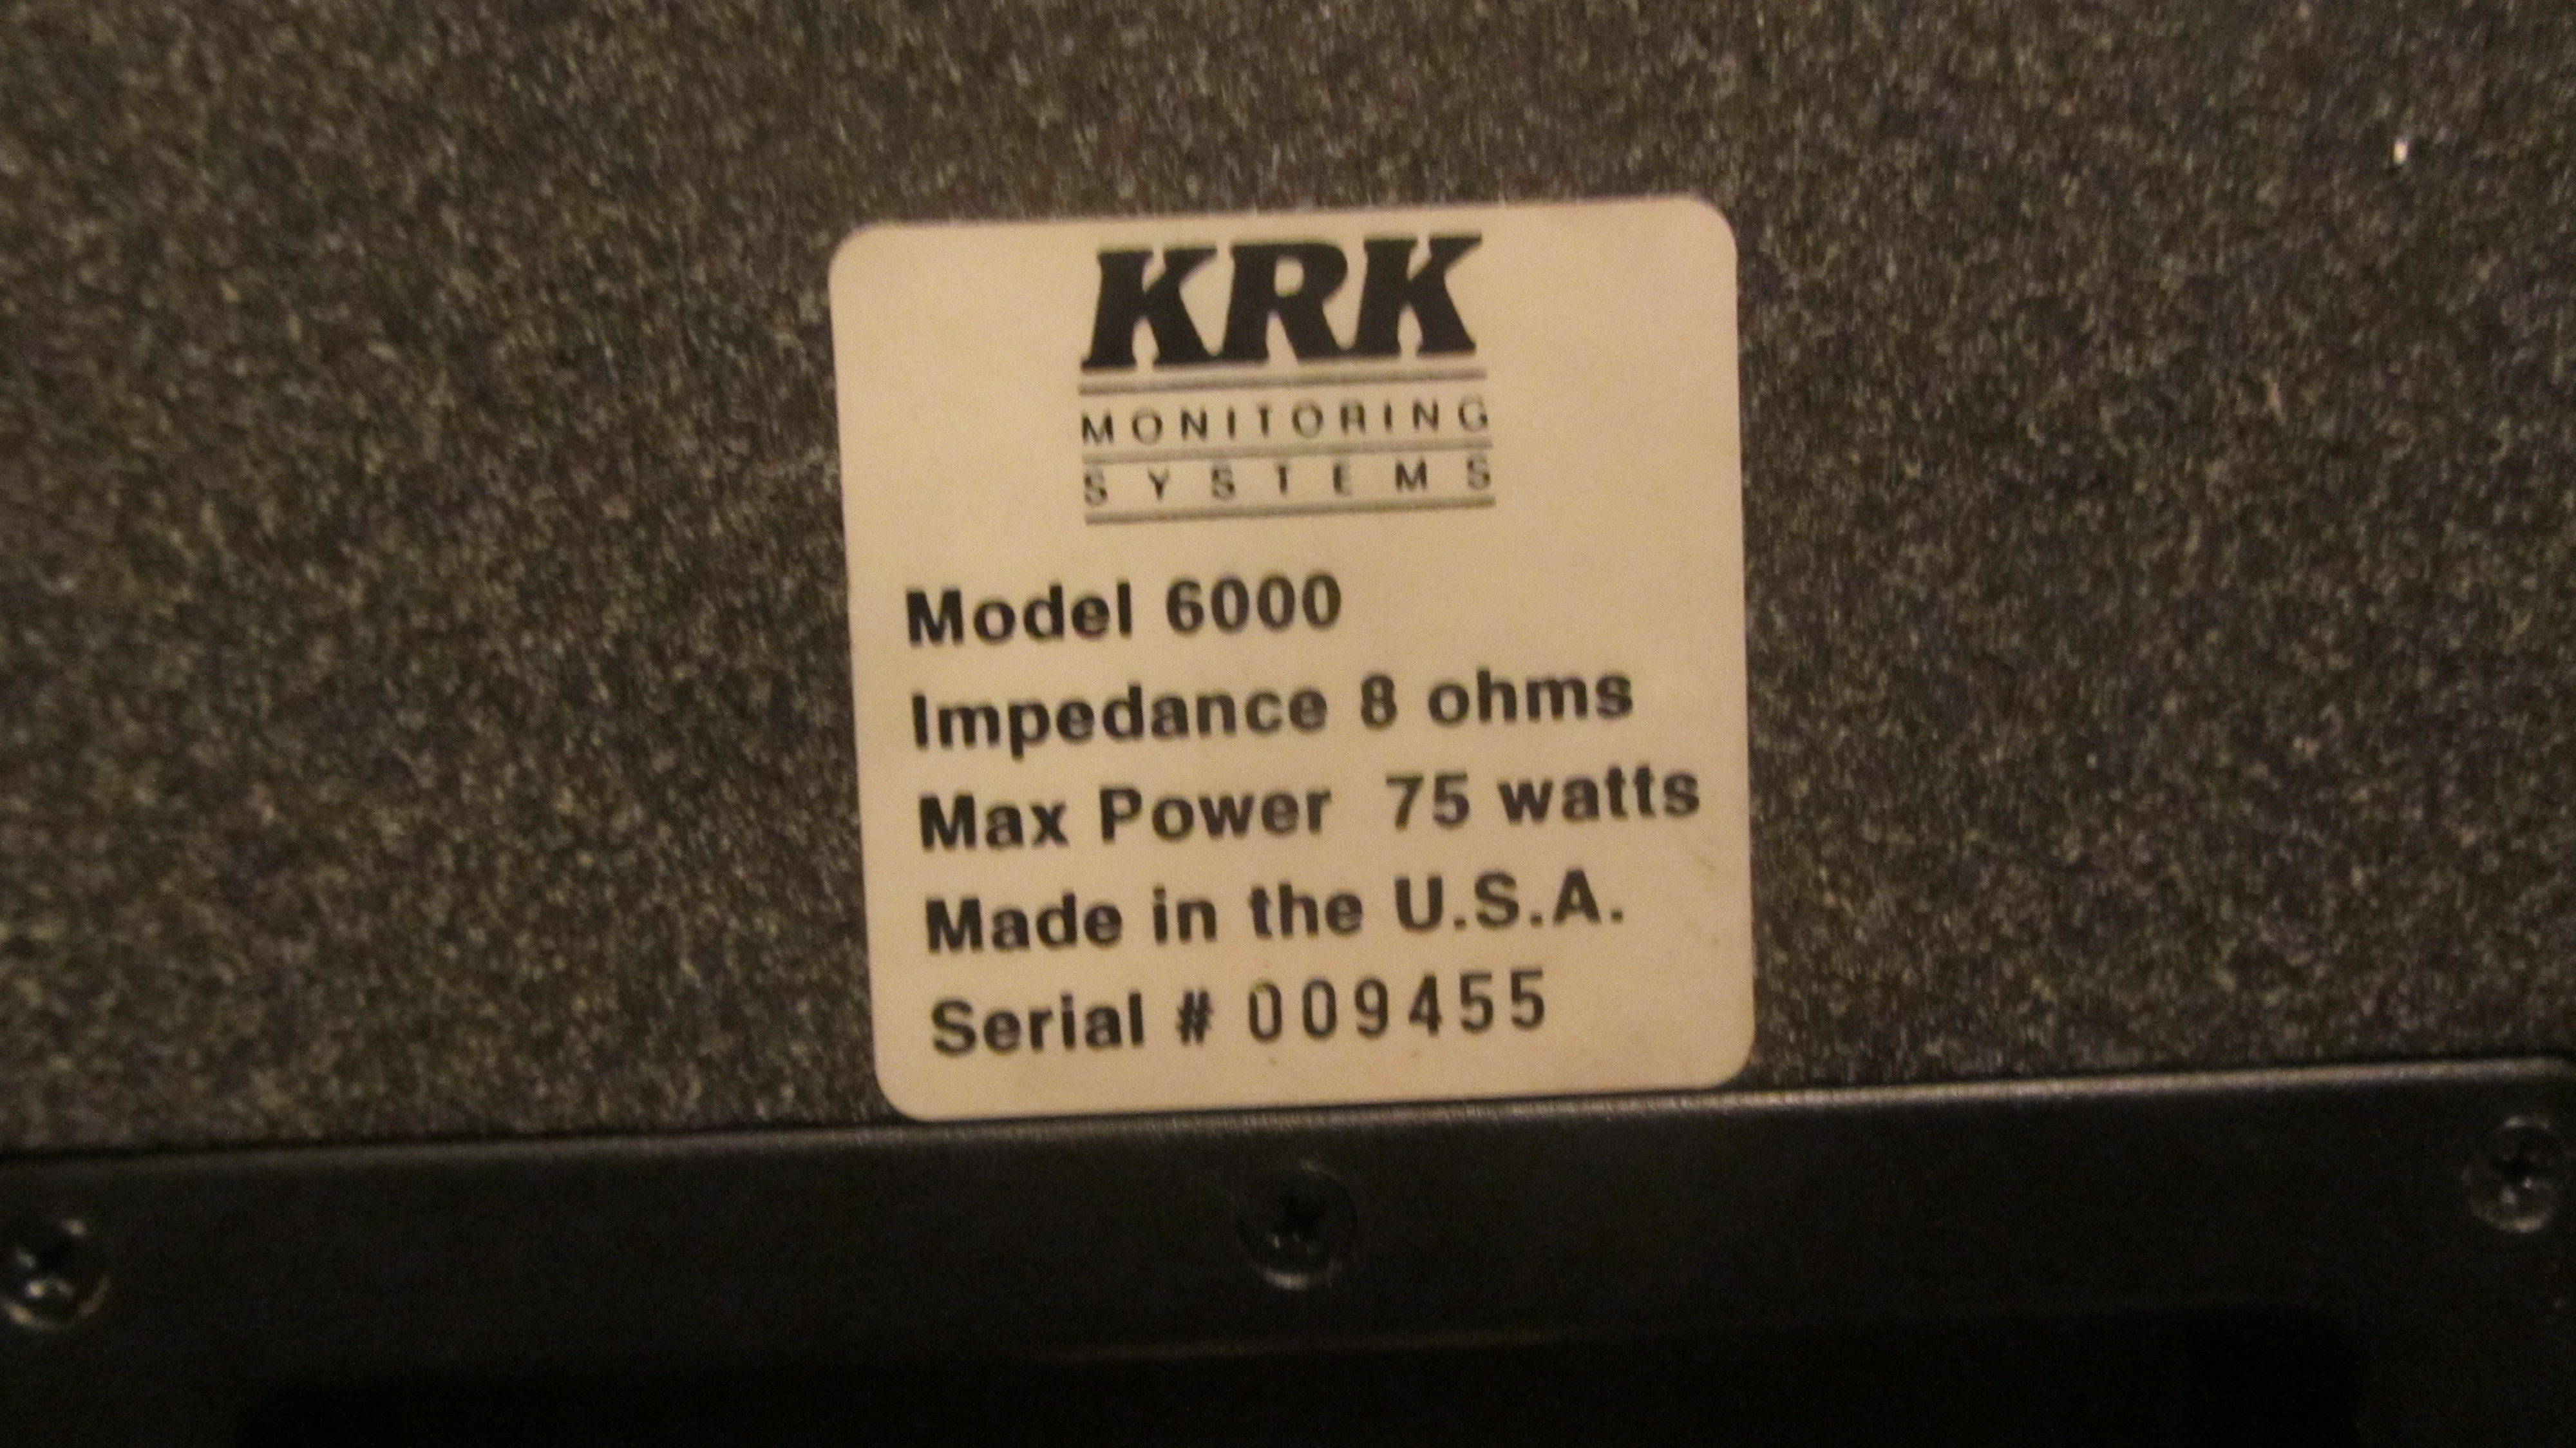 KRK
MONITORING
SYSTEMS
Model 6000
Impedance 8 ohms
Max Power 75 watts
Made in the U.S.A.
Serial # 009455